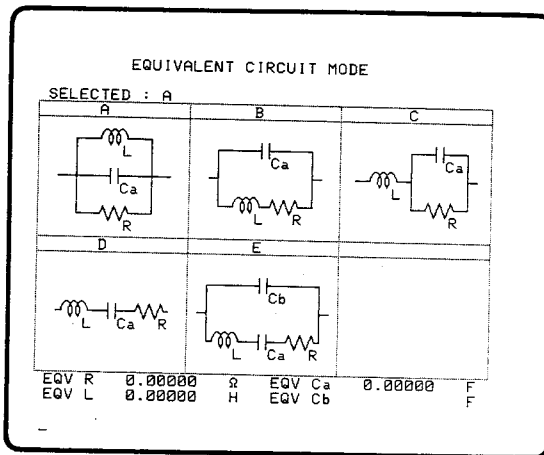 EQUIVALENT CIRCUIT MODE
SELECTED : A
A B C
L
Ca
R
Ca
L R
Ca
L
R
D E
L Ca R
Cb
L Ca R
EQV R 0.00000 Ω EQV Ca 0.00000 F
EQV L 0.00000 H EQV Cb F